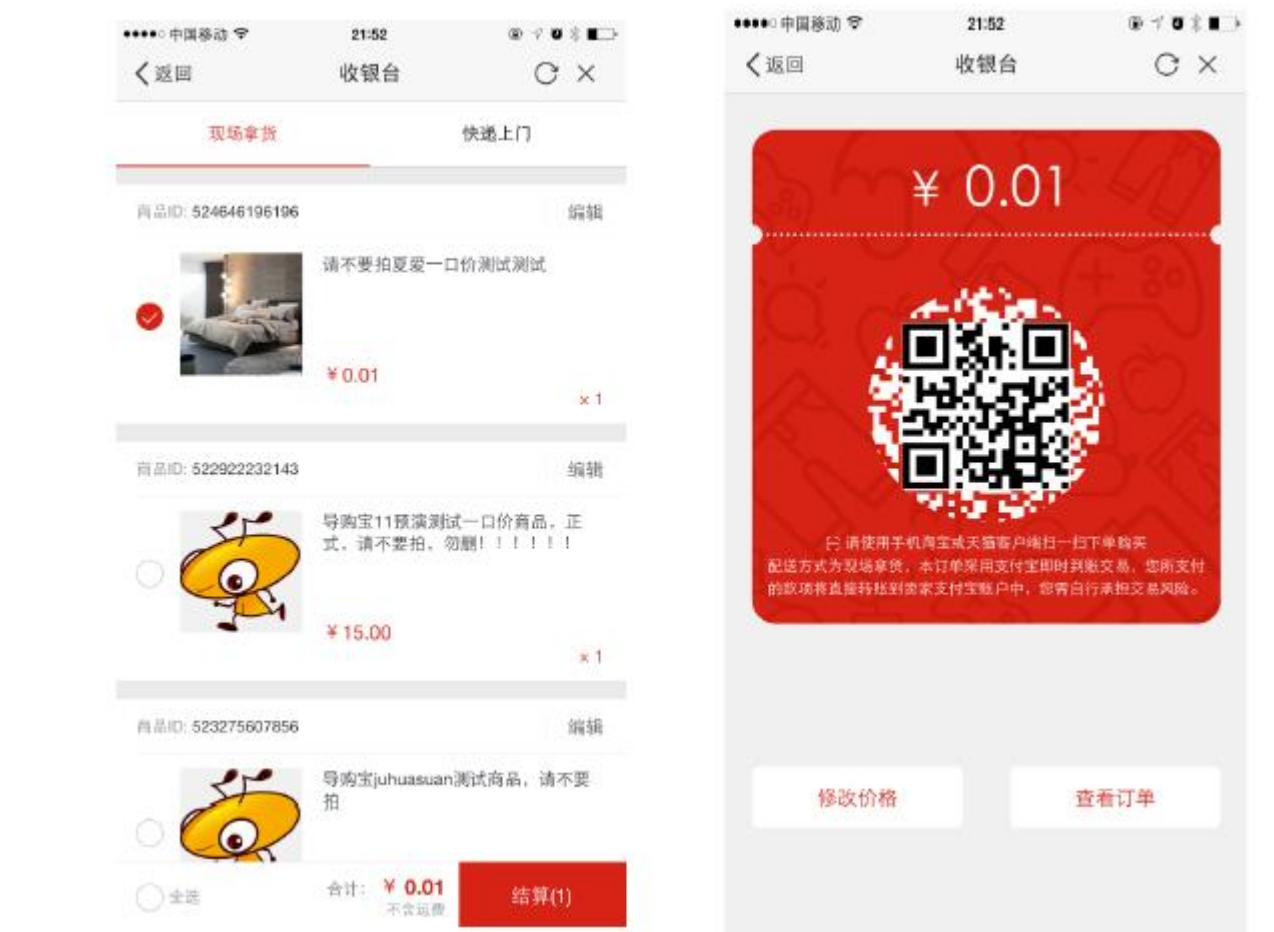 中国移动
21:52
返回
收银台
现场拿货
快递上门
商品ID: 524646196196
编辑
请不要拍夏爱一口价测试测试
¥ 0.01
× 1
商品ID: 522922232143
编辑
导购宝11预演测试一口价商品，正
式，请不要拍，勿删！！！！！！
¥ 15.00
× 1
商品ID: 523275607856
编辑
导购宝juhuasuan测试商品，请不要
拍
全选
合计: ¥ 0.01
不含运费
结算(1)
中国移动
21:52
返回
收银台
¥ 0.01
请使用手机淘宝或天猫客户端扫一扫下单购买
配送方式为现场拿货，本订单采用支付宝即时到账交易，您所支付
的款项将直接转账到卖家支付宝账户中，您需自行承担交易风险。
修改价格
查看订单